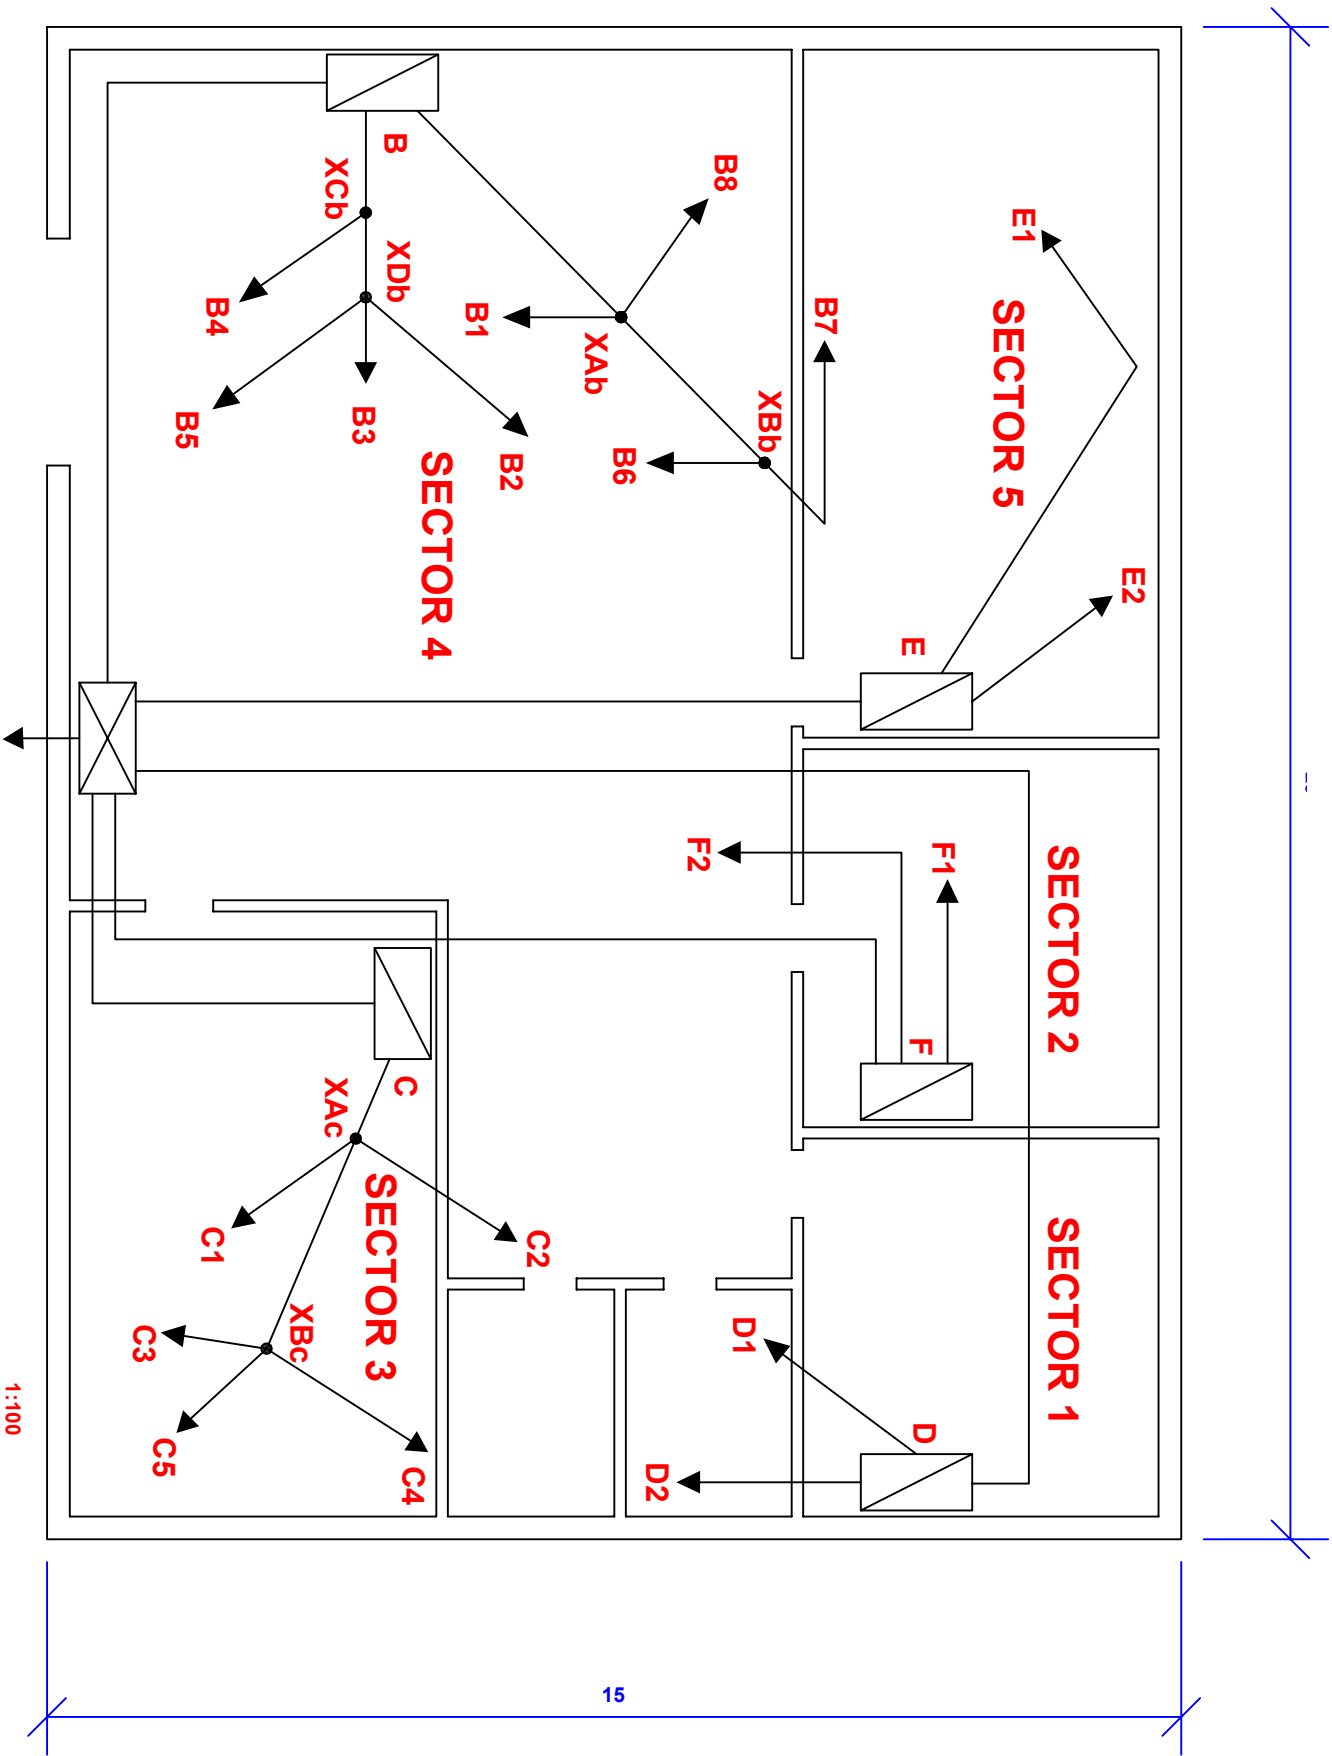 SECTOR 5
E1
E2
E
SECTOR 2
F1
F2
F
SECTOR 1
D1
D
D2
B8
B7
B
XCb
XDb
B4
B1
XAb
XBb
B5
B3
B2
B6
SECTOR 4
C
XAc
SECTOR 3
C1
C2
XBc
C3
C5
C4
1:100
15